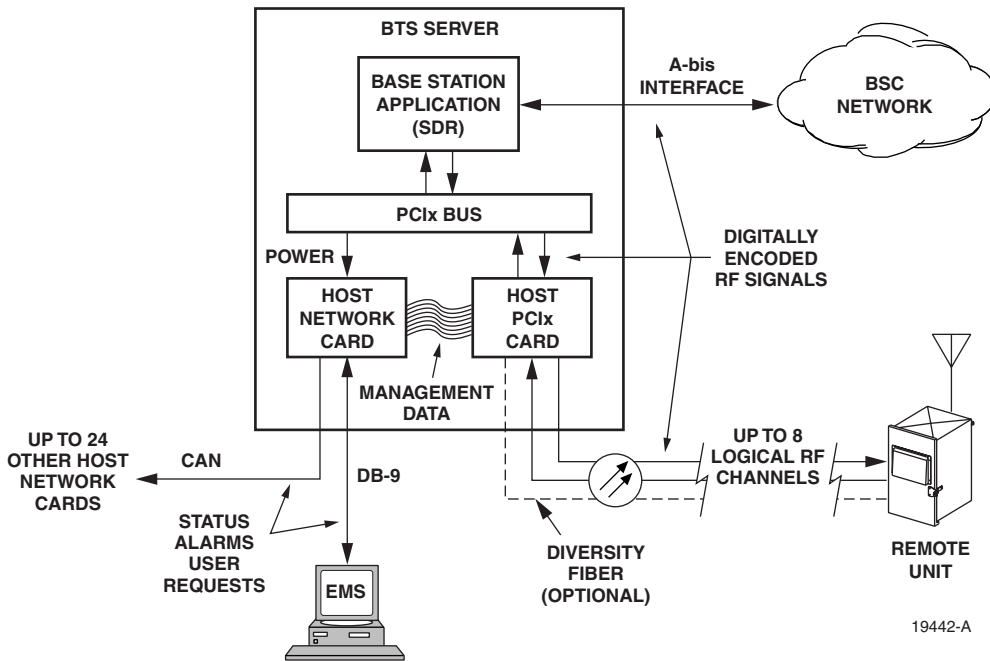 BTS SERVER
BASE STATION
APPLICATION
(SDR)
A-bis
INTERFACE
BSC
NETWORK
PCIx BUS
POWER
DIGITALLY
ENCODED
RF SIGNALS
HOST
NETWORK
CARD
HOST
PCIx
CARD
MANAGEMENT
DATA
UP TO 24
OTHER HOST
NETWORK
CARDS
CAN
DB-9
UP TO 8
LOGICAL RF
CHANNELS
STATUS
ALARMS
USER
REQUESTS
EMS
DIVERSITY
FIBER
(OPTIONAL)
REMOTE
UNIT
19442-A